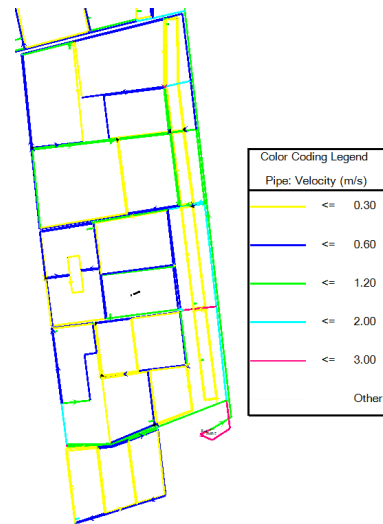 Color Coding Legend
Pipe: Velocity (m/s)
<= 0.30
<= 0.60
<= 1.20
<= 2.00
<= 3.00
Other